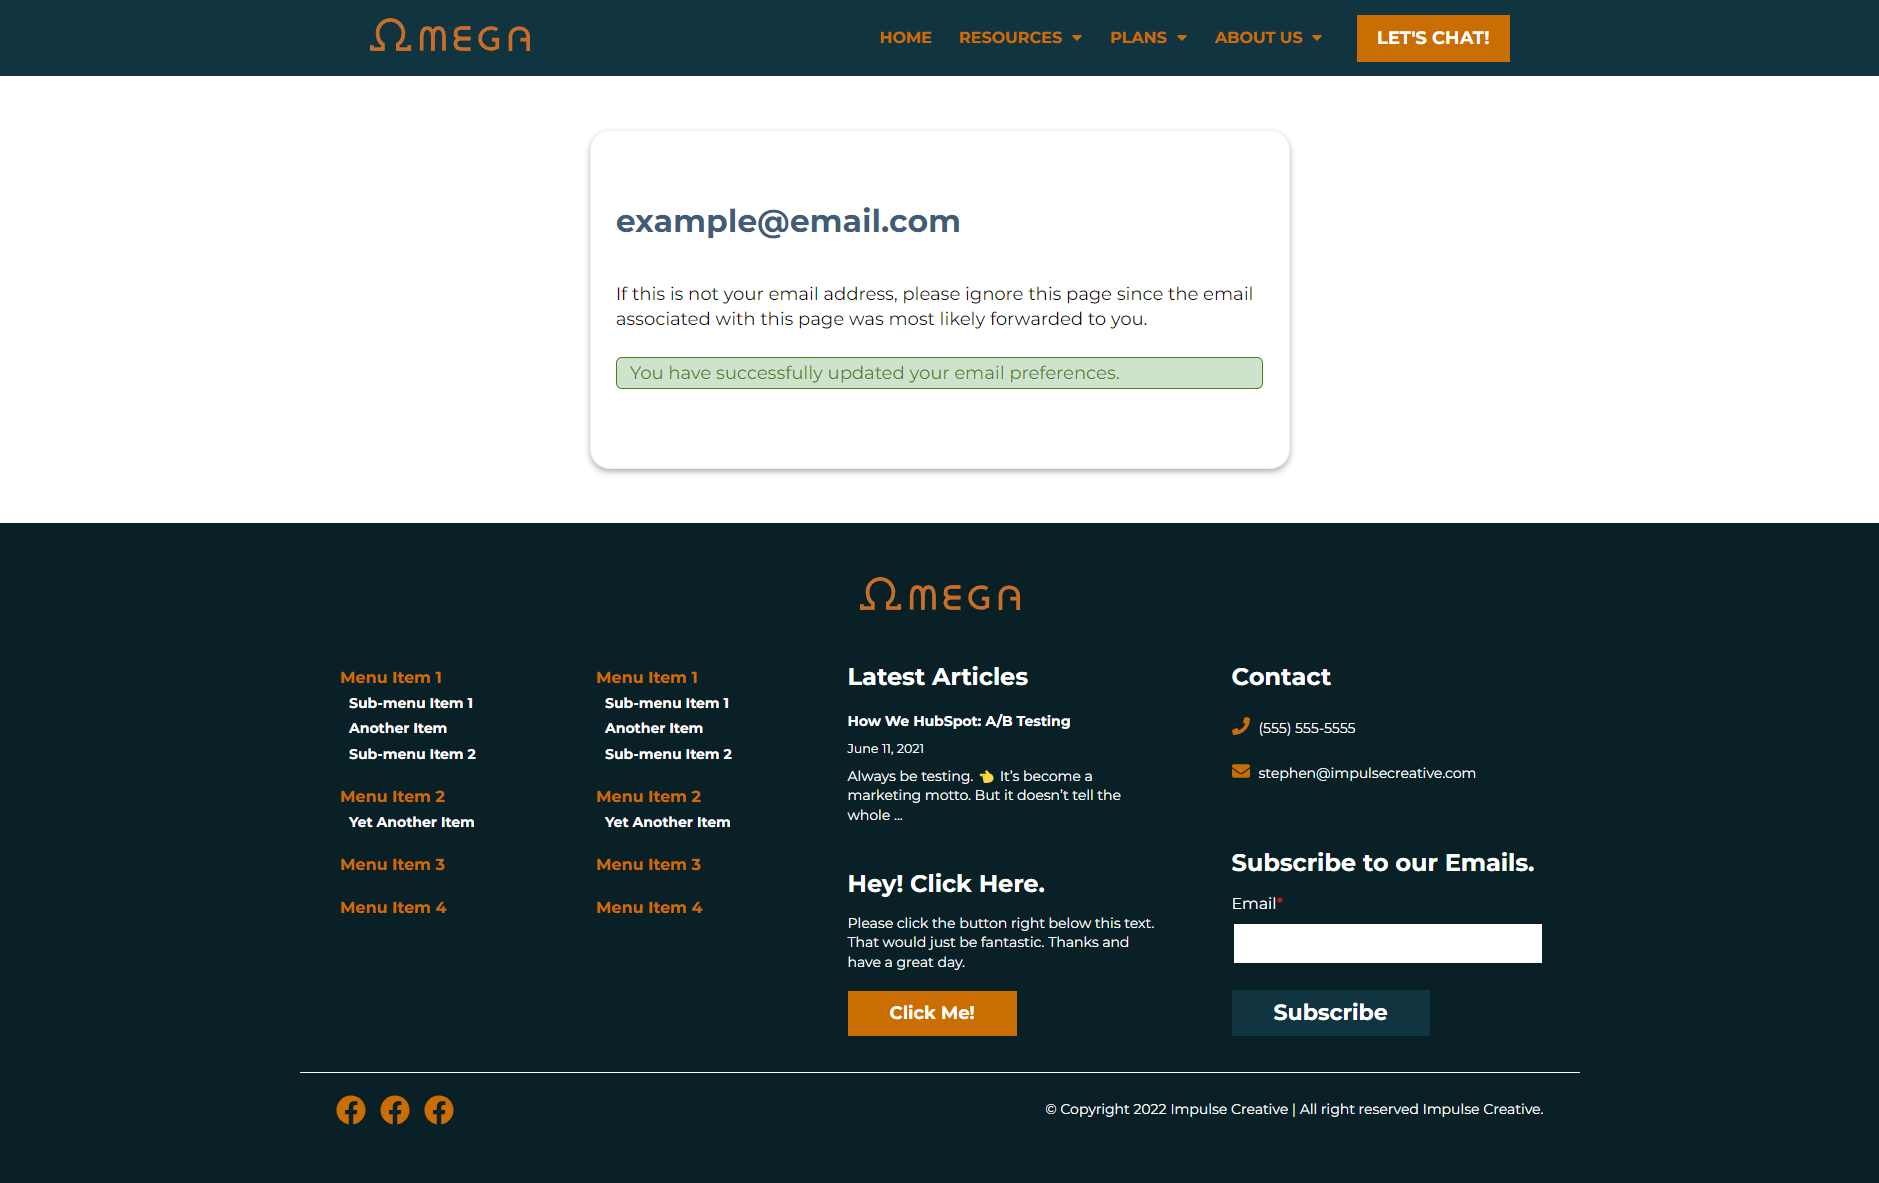 ΩMEGA
HOME
RESOURCES
PLANS
ABOUT US
LET'S CHAT!
example@email.com
If this is not your email address, please ignore this page since the email
associated with this page was most likely forwarded to you.
You have successfully updated your email preferences.
ΩMEGA
Menu Item 1
Sub-menu Item 1
Another Item
Sub-menu Item 2
Menu Item 2
Yet Another Item
Menu Item 3
Menu Item 4
Menu Item 1
Sub-menu Item 1
Another Item
Sub-menu Item 2
Menu Item 2
Yet Another Item
Menu Item 3
Menu Item 4
Latest Articles
How We HubSpot: A/B Testing
June 11, 2021
Always be testing. 👈 It’s become a
marketing motto. But it doesn’t tell the
whole ...
Hey! Click Here.
Please click the button right below this text.
That would just be fantastic. Thanks and
have a great day.
Click Me!
Contact
(555) 555-5555
stephen@impulsecreative.com
Subscribe to our Emails.
Email*
Subscribe
© Copyright 2022 Impulse Creative | All right reserved Impulse Creative.